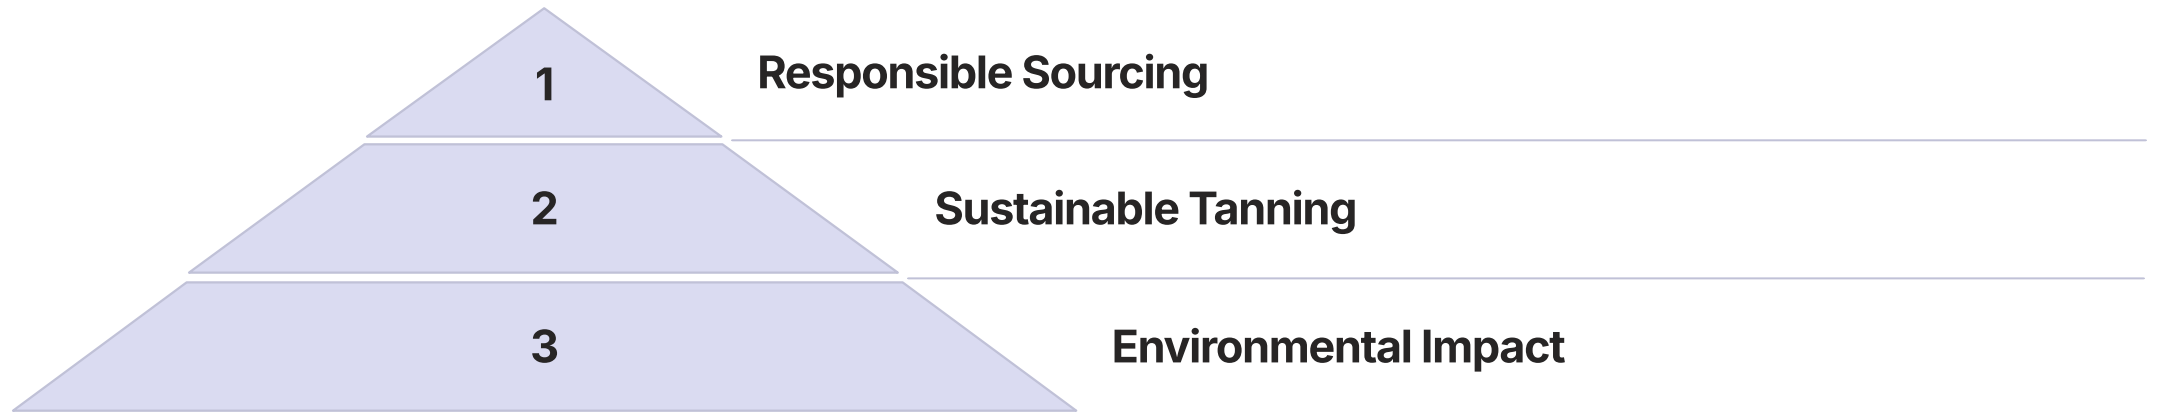 1
Responsible Sourcing
2
Sustainable Tanning
3
Environmental Impact